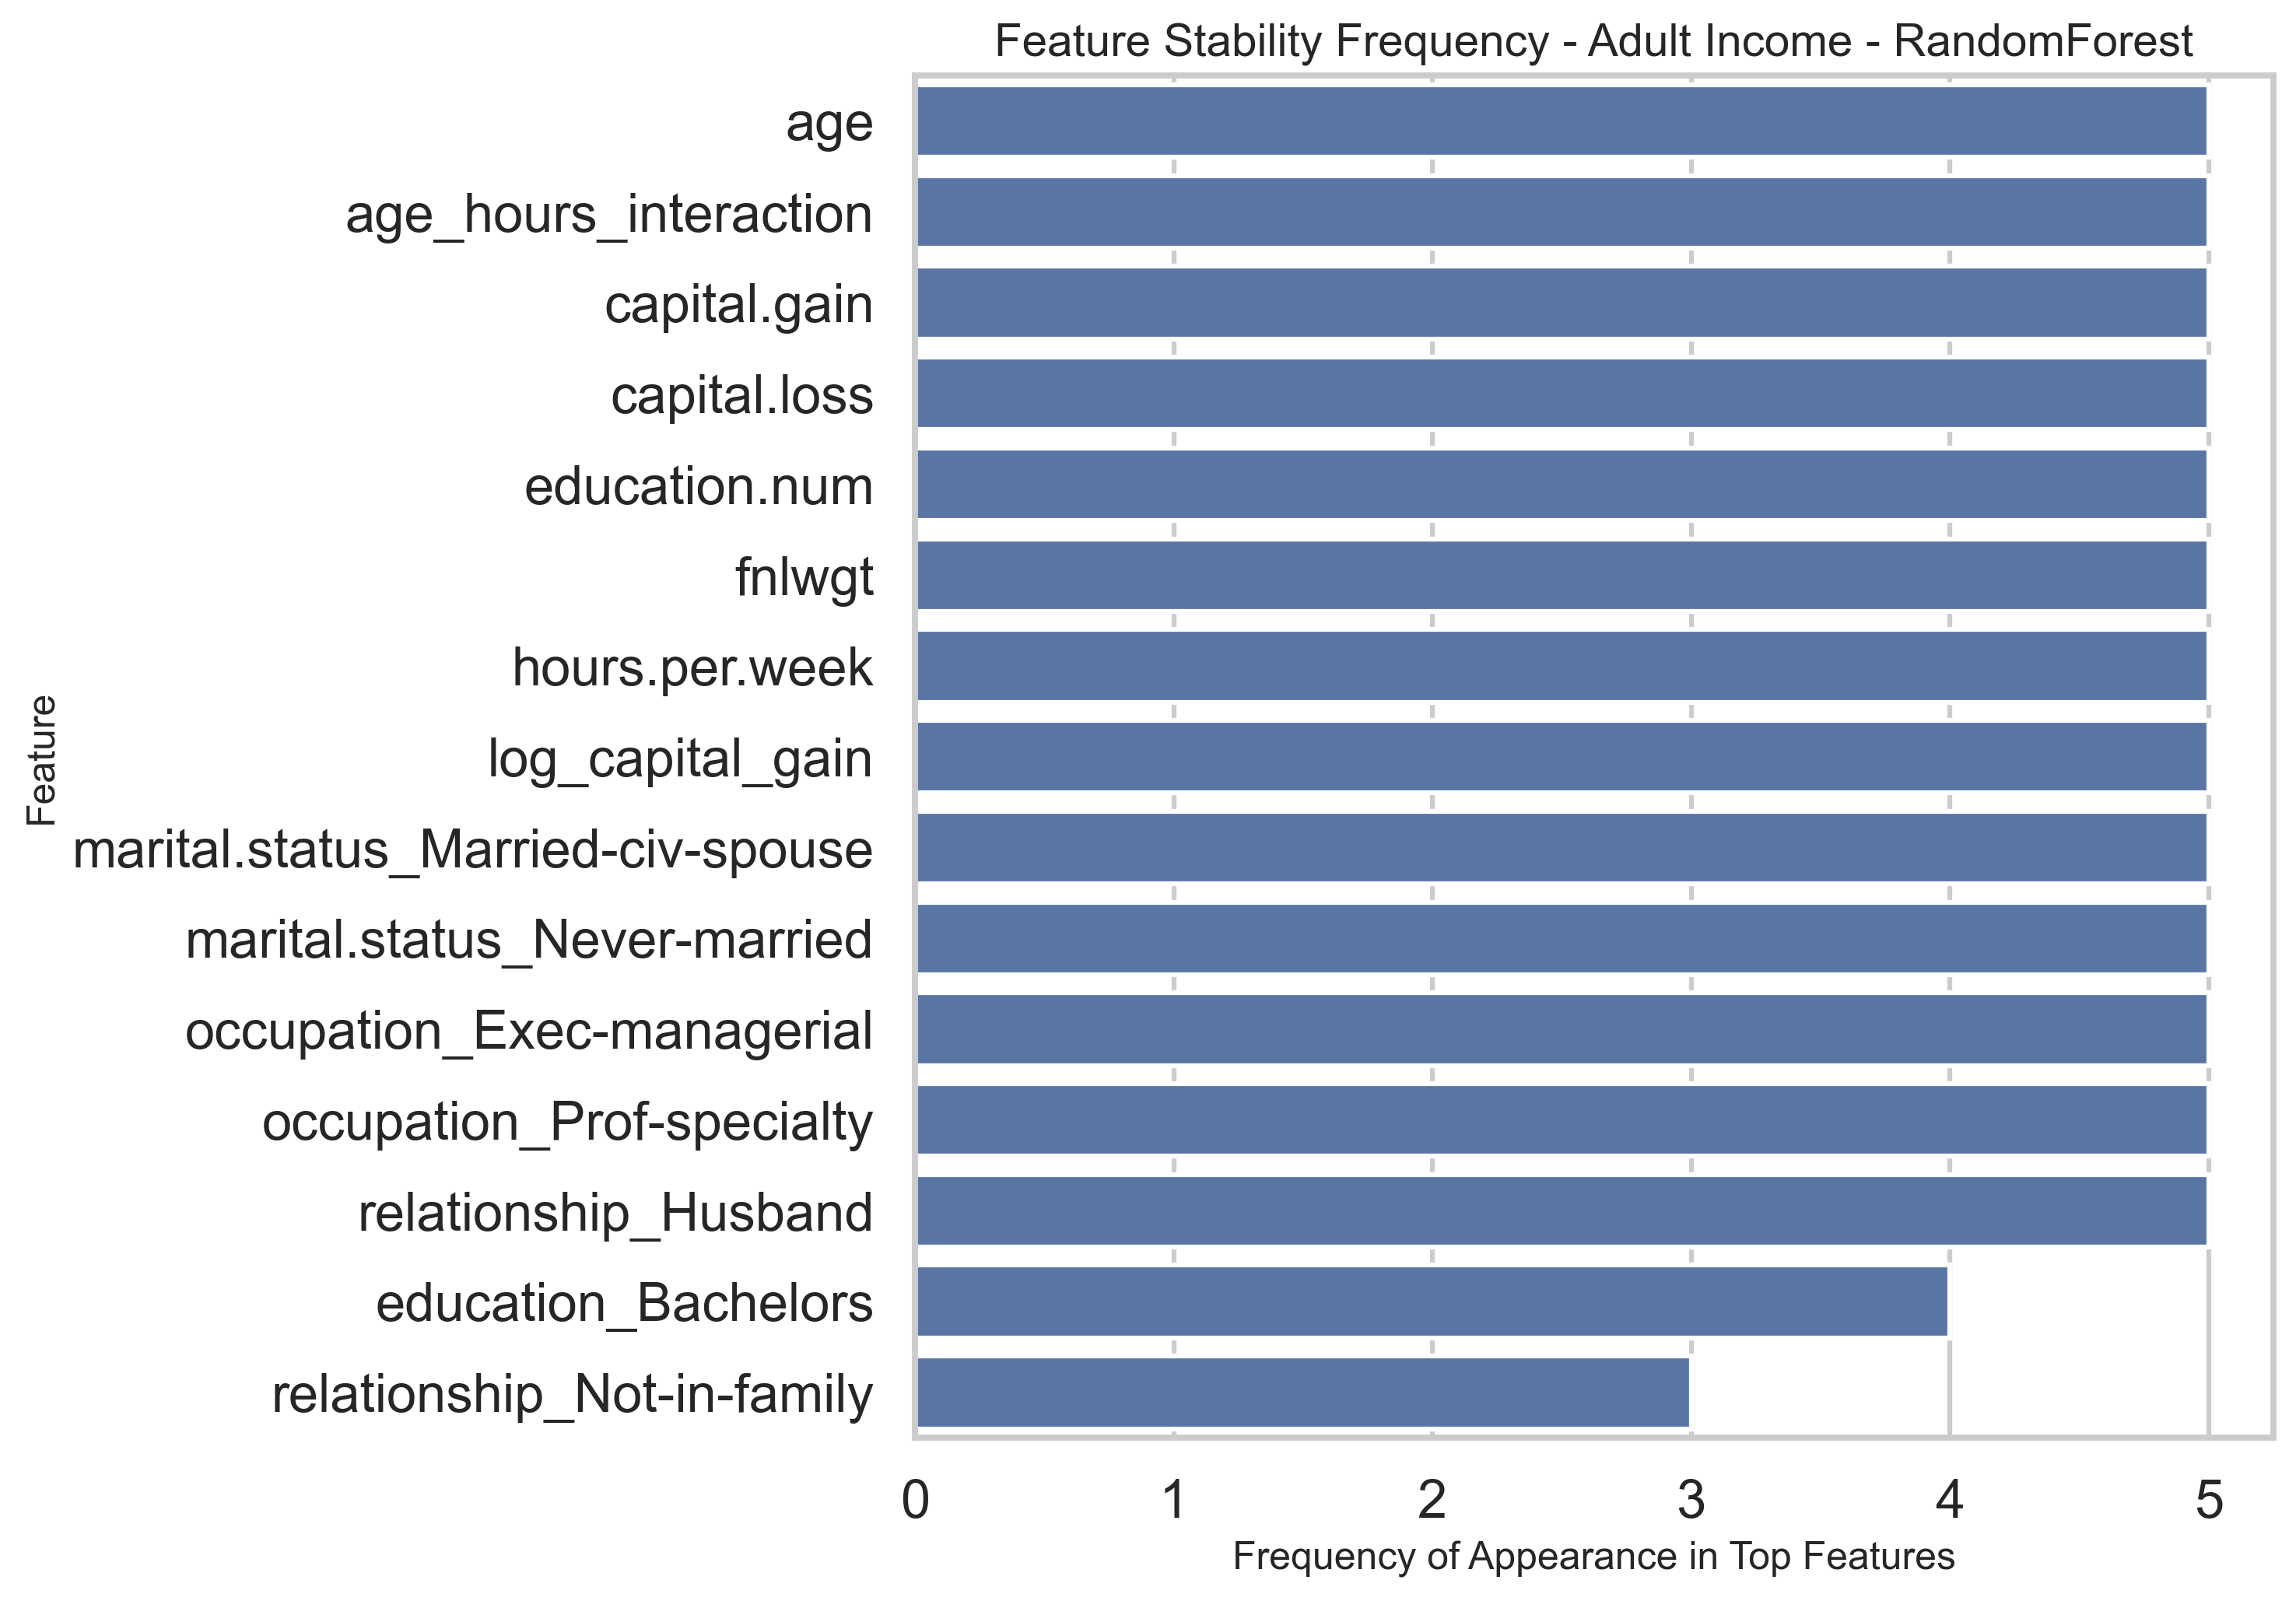 Feature Stability Frequency - Adult Income - RandomForest
Feature
age
age_hours_interaction
capital.gain
capital.loss
education.num
fnlwgt
hours.per.week
log_capital_gain
marital.status_Married-civ-spouse
marital.status_Never-married
occupation_Exec-managerial
occupation_Prof-specialty
relationship_Husband
education_Bachelors
relationship_Not-in-family
0 1 2 3 4 5
Frequency of Appearance in Top Features